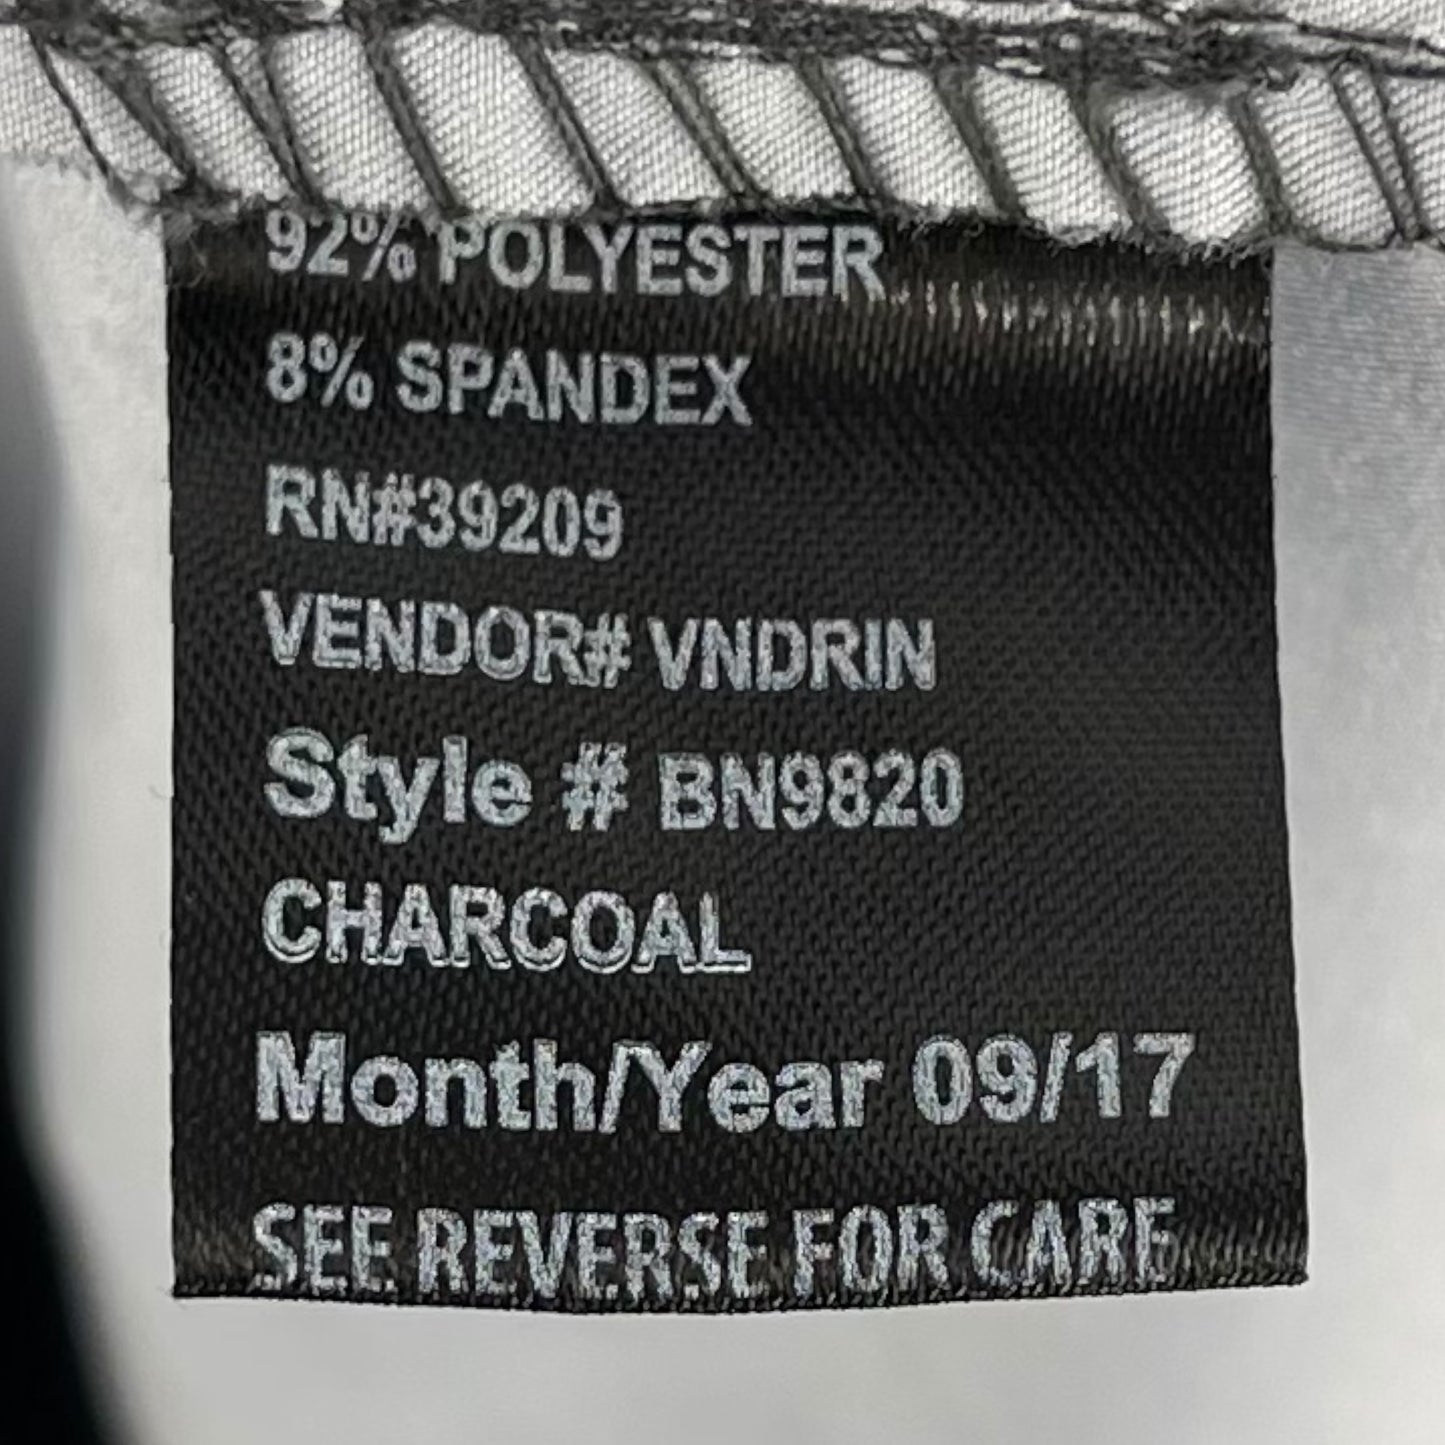 92% POLYESTER
8% SPANDEX
RN#39209
VENDOR# VNDRIN
Style # BN9820
CHARCOAL
Month/Year 09/17
SEE REVERSE FOR CARE